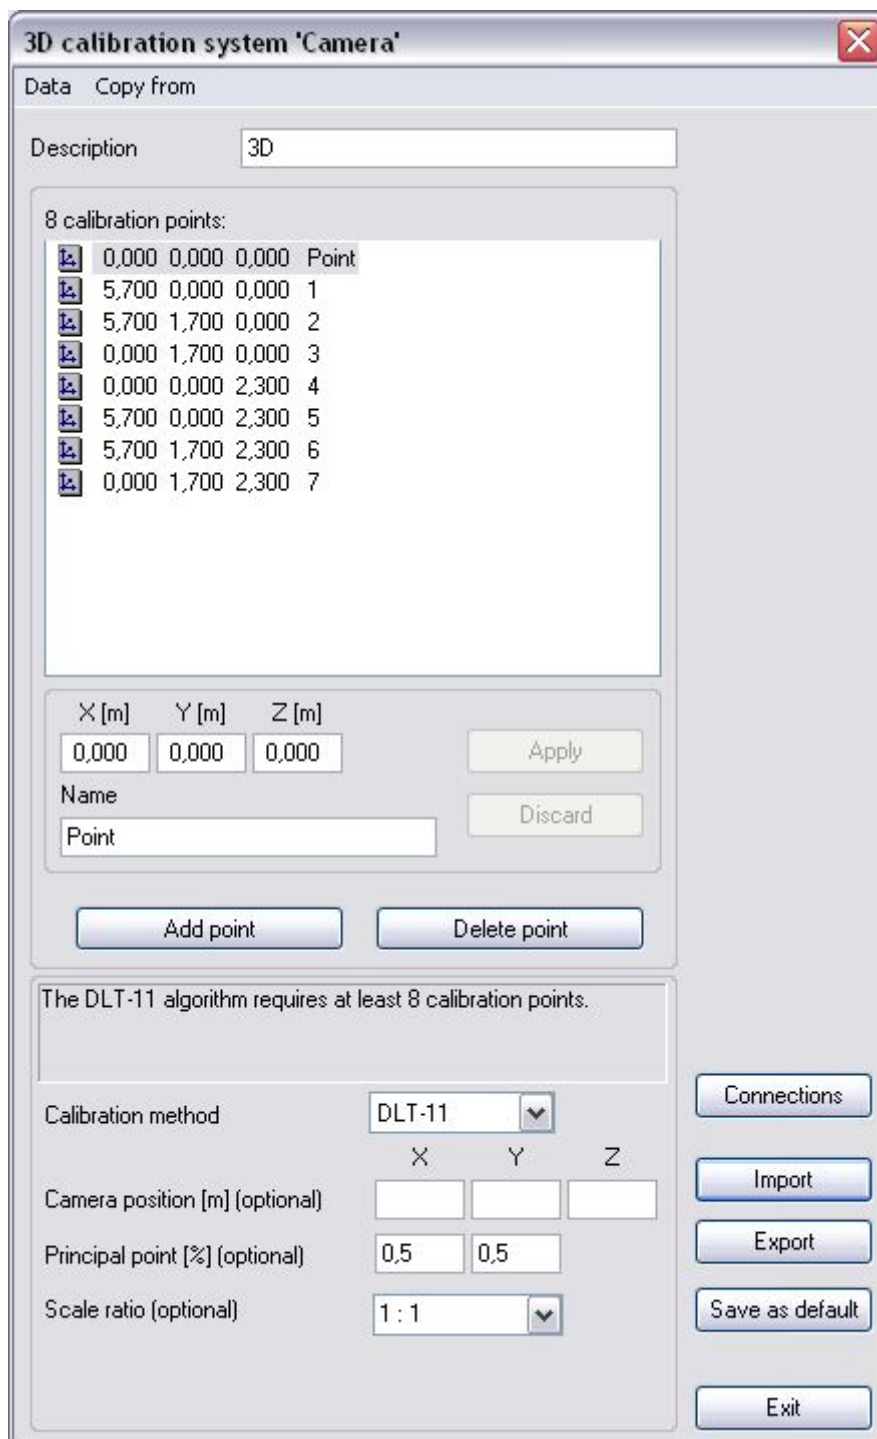 3D calibration system 'Camera'
Data Copy from
Description 3D
8 calibration points:
0,000 0,000 0,000 Point
5,700 0,000 0,000 1
5,700 1,700 0,000 2
0,000 1,700 0,000 3
0,000 0,000 2,300 4
5,700 0,000 2,300 5
5,700 1,700 2,300 6
0,000 1,700 2,300 7
X [m] Y [m] Z [m]
0,000 0,000 0,000
Apply
Name
Discard
Point
Add point Delete point
The DLT-11 algorithm requires at least 8 calibration points.
Connections
Calibration method DLT-11
X Y Z
Import
Camera position [m] (optional)
Export
Principal point [%] (optional) 0,5 0,5
Scale ratio (optional) 1 : 1
Save as default
Exit